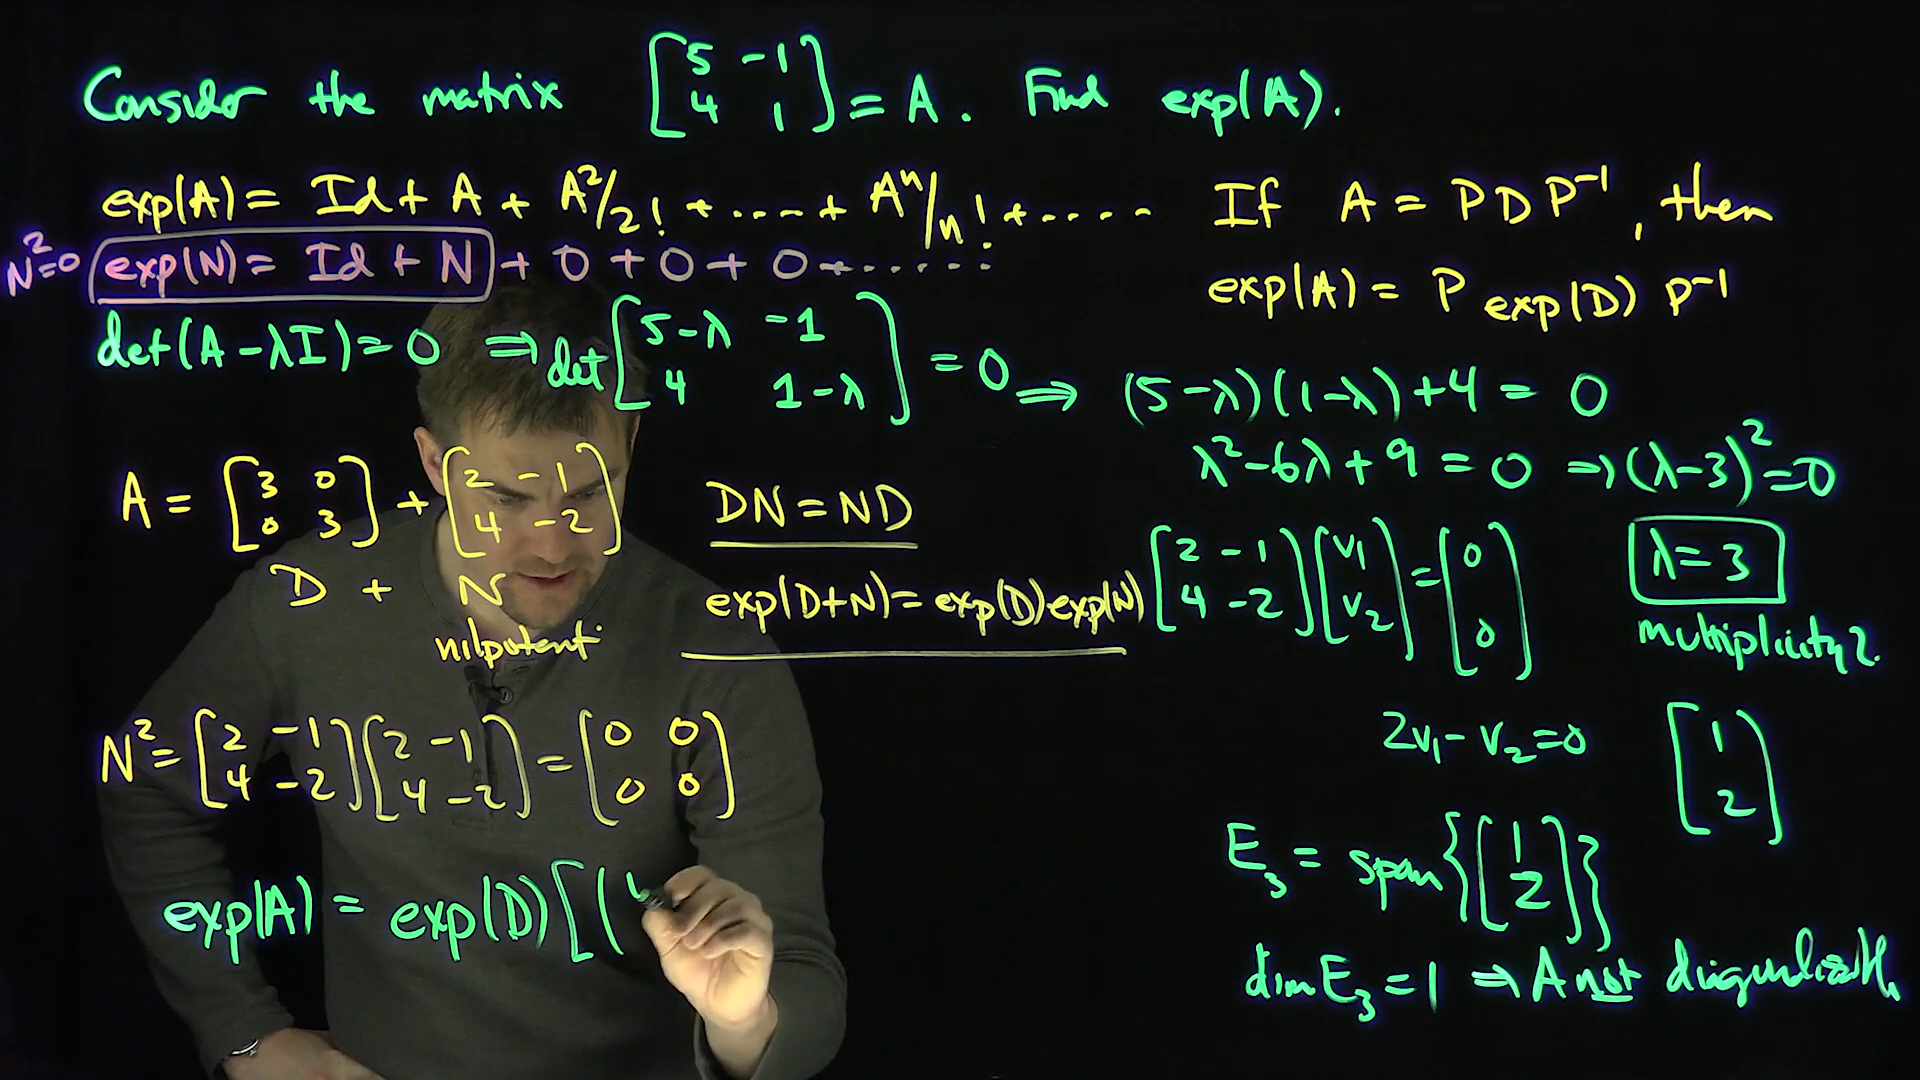 Consider the matrix [5 -1; 4 1] = A. Find exp(A).
exp(A) = Id + A + A²/2! + ---- + Aⁿ/n! + ----
If A = PDP⁻¹, then
N²=0 exp(N) = Id + N + 0 + 0 + 0 + ------
exp(A) = P exp(D) P⁻¹
det(A-λI) = 0 ⇒ det[5-λ -1; 4 1-λ] = 0 ⇒ (5-λ)(1-λ)+4 = 0
λ²-6λ+9 = 0 ⇒ (λ-3)²=0
A = [3 0; 0 3] + [2 -1; 4 -2]
D + N
nilpotent
DN = ND
exp(D+N) = exp(D)exp(N)
[2 -1; 4 -2][v₁; v₂] = [0; 0]
λ = 3
multiplicity 2.
N² = [2 -1; 4 -2][2 -1; 4 -2] = [0 0; 0 0]
2v₁ - v₂ = 0 [1; 2]
E₃ = span{[1; 2]}
exp(A) = exp(D)[(
dim E₃ = 1 ⇒ A not diagonalizable